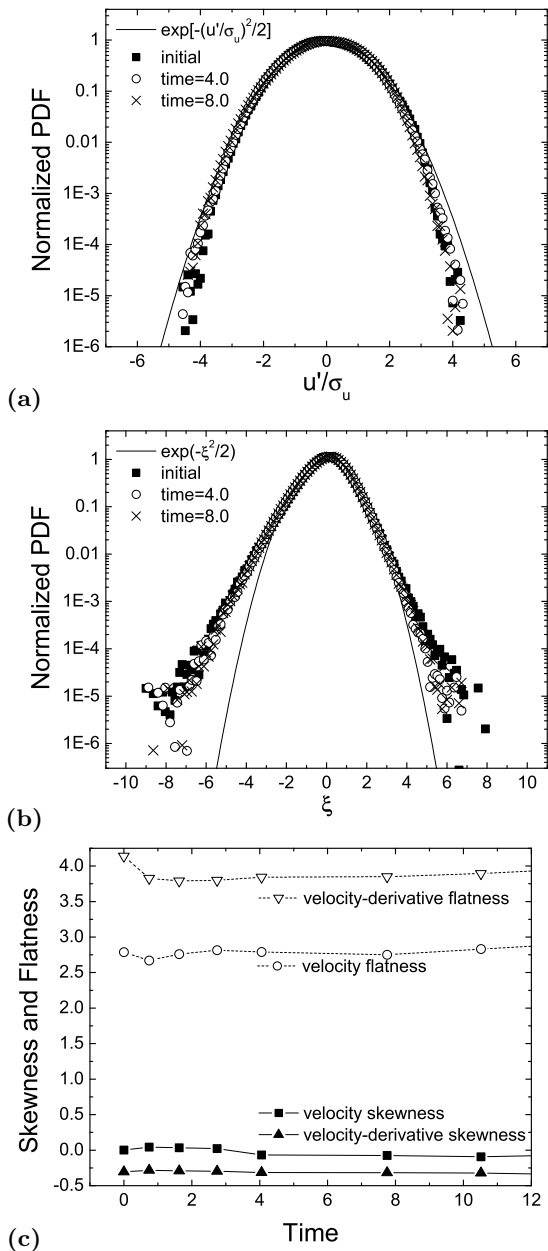 exp[-(u'/σu)²/2]
initial
time=4.0
time=8.0
1
0.1
0.01
1E-3
1E-4
1E-5
1E-6
Normalized PDF
-6 -4 -2 0 2 4 6
u'/σu
(a)
exp(-ξ²/2)
initial
time=4.0
time=8.0
1
0.1
0.01
1E-3
1E-4
1E-5
1E-6
Normalized PDF
-10 -8 -6 -4 -2 0 2 4 6 8 10
ξ
(b)
4.0
3.5
3.0
2.5
2.0
1.5
1.0
0.5
0.0
-0.5
Skewness and Flatness
velocity-derivative flatness
velocity flatness
velocity skewness
velocity-derivative skewness
0 2 4 6 8 10 12
Time
(c)